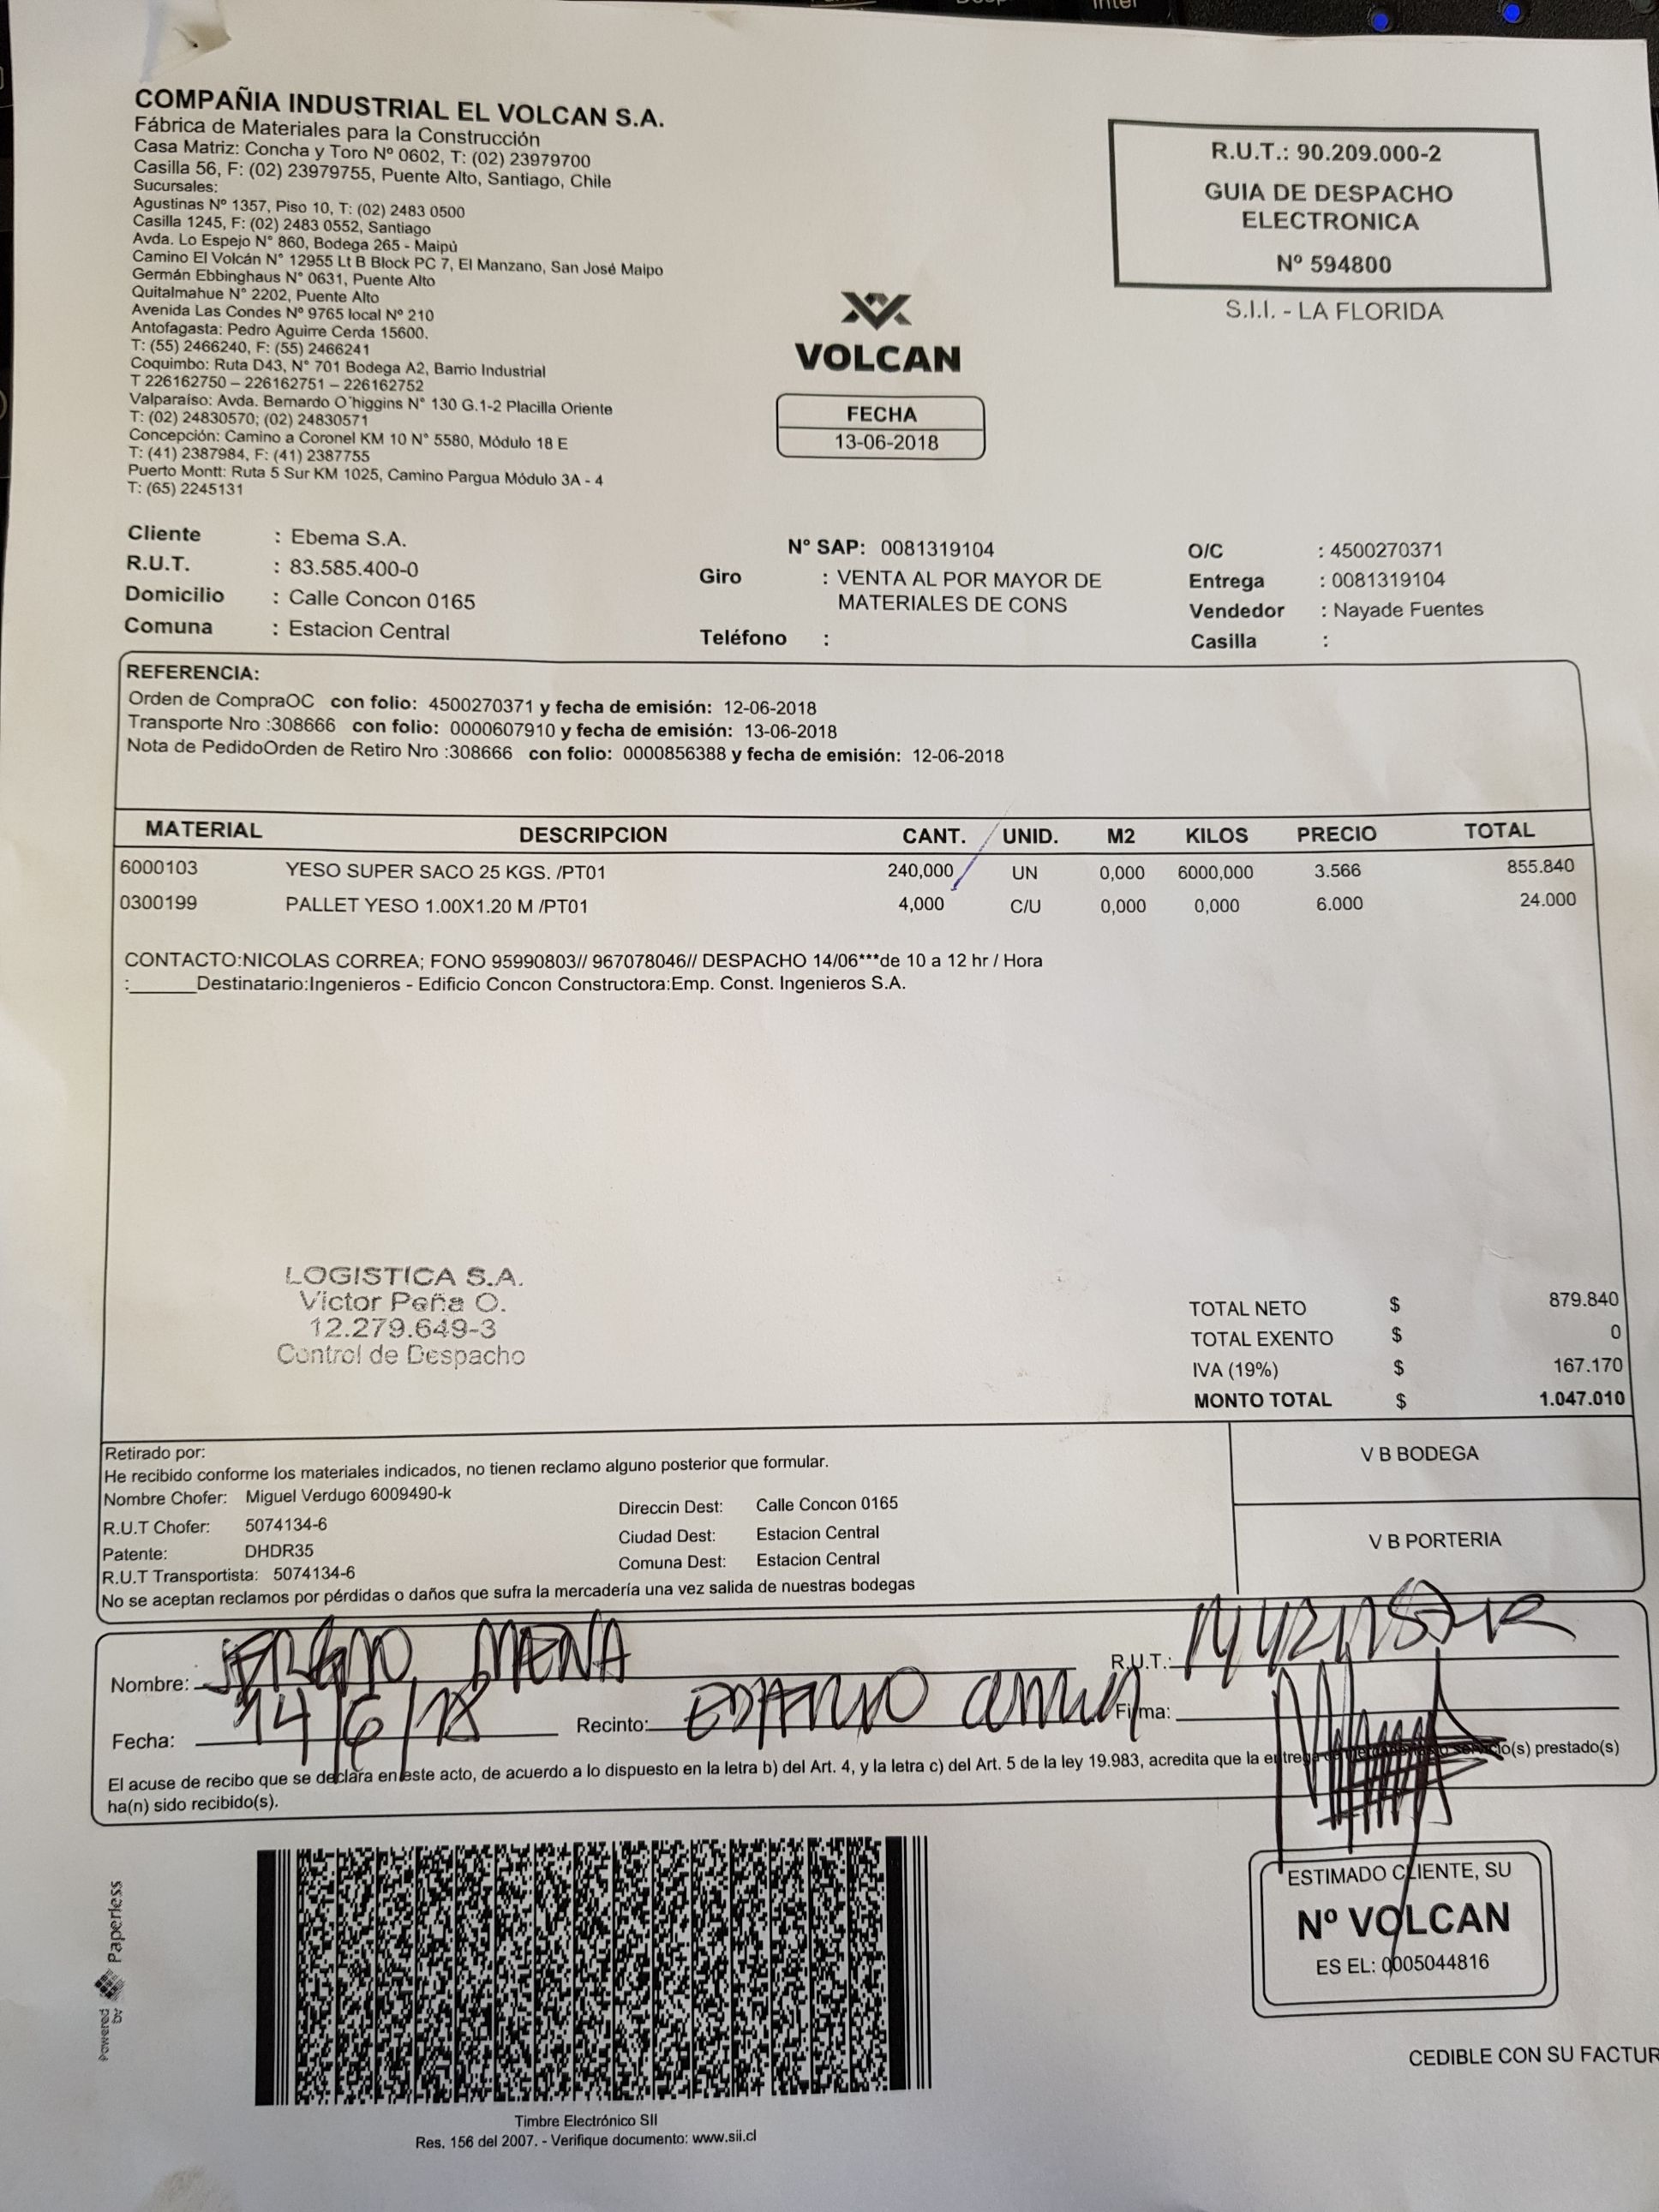 Inter
COMPAÑIA INDUSTRIAL EL VOLCAN S.A.
Fábrica de Materiales para la Construcción
Casa Matriz: Concha y Toro Nº 0602, T: (02) 23979700
Casilla 56, F: (02) 23979755, Puente Alto, Santiago, Chile
Sucursales:
Agustinas Nº 1357, Piso 10, T: (02) 2483 0500
Casilla 1245, F: (02) 2483 0552, Santiago
Avda. Lo Espejo N° 860, Bodega 265 - Maipú
Camino El Volcán N° 12955 Lt B Block PC 7, El Manzano, San José Maipo
Germán Ebbinghaus N° 0631, Puente Alto
Quitalmahue N° 2202, Puente Alto
Avenida Las Condes Nº 9765 local Nº 210
Antofagasta: Pedro Aguirre Cerda 15600.
T: (55) 2466240, F: (55) 2466241
Coquimbo: Ruta D43, N° 701 Bodega A2, Barrio Industrial
T 226162750 – 226162751 – 226162752
Valparaíso: Avda. Bernardo O´higgins N° 130 G.1-2 Placilla Oriente
T: (02) 24830570; (02) 24830571
Concepción: Camino a Coronel KM 10 N° 5580, Módulo 18 E
T: (41) 2387984, F: (41) 2387755
Puerto Montt: Ruta 5 Sur KM 1025, Camino Pargua Módulo 3A - 4
T: (65) 2245131
VOLCAN
FECHA
13-06-2018
R.U.T.: 90.209.000-2
GUIA DE DESPACHO
ELECTRONICA
Nº 594800
S.I.I. - LA FLORIDA
Cliente : Ebema S.A.
R.U.T. : 83.585.400-0
Domicilio : Calle Concon 0165
Comuna : Estacion Central
Nº SAP: 0081319104
Giro : VENTA AL POR MAYOR DE
MATERIALES DE CONS
Teléfono :
O/C : 4500270371
Entrega : 0081319104
Vendedor : Nayade Fuentes
Casilla :
REFERENCIA:
Orden de CompraOC con folio: 4500270371 y fecha de emisión: 12-06-2018
Transporte Nro :308666 con folio: 0000607910 y fecha de emisión: 13-06-2018
Nota de PedidoOrden de Retiro Nro :308666 con folio: 0000856388 y fecha de emisión: 12-06-2018
MATERIAL DESCRIPCION CANT. UNID. M2 KILOS PRECIO TOTAL
6000103 YESO SUPER SACO 25 KGS. /PT01 240,000 UN 0,000 6000,000 3.566 855.840
0300199 PALLET YESO 1.00X1.20 M /PT01 4,000 C/U 0,000 0,000 6.000 24.000
CONTACTO:NICOLAS CORREA; FONO 95990803// 967078046// DESPACHO 14/06***de 10 a 12 hr / Hora
:______Destinatario:Ingenieros - Edificio Concon Constructora:Emp. Const. Ingenieros S.A.
LOGISTICA S.A.
Victor Peña O.
12.279.649-3
Control de Despacho
TOTAL NETO $ 879.840
TOTAL EXENTO $ 0
IVA (19%) $ 167.170
MONTO TOTAL $ 1.047.010
Retirado por:
He recibido conforme los materiales indicados, no tienen reclamo alguno posterior que formular.
Nombre Chofer: Miguel Verdugo 6009490-k
R.U.T Chofer: 5074134-6
Patente: DHDR35
R.U.T Transportista: 5074134-6
Direccin Dest: Calle Concon 0165
Ciudad Dest: Estacion Central
Comuna Dest: Estacion Central
No se aceptan reclamos por pérdidas o daños que sufra la mercadería una vez salida de nuestras bodegas
V B BODEGA
V B PORTERIA
Nombre: SERGIO MENA R.U.T.:
Fecha: 14/6/18 Recinto: Firma:
El acuse de recibo que se declara en este acto, de acuerdo a lo dispuesto en la letra b) del Art. 4, y la letra c) del Art. 5 de la ley 19.983, acredita que la entrega prestado(s)
ha(n) sido recibido(s).
Powered by Paperless
Timbre Electrónico SII
Res. 156 del 2007. - Verifique documento: www.sii.cl
ESTIMADO CLIENTE, SU
Nº VOLCAN
ES EL: 0005044816
CEDIBLE CON SU FACTUR